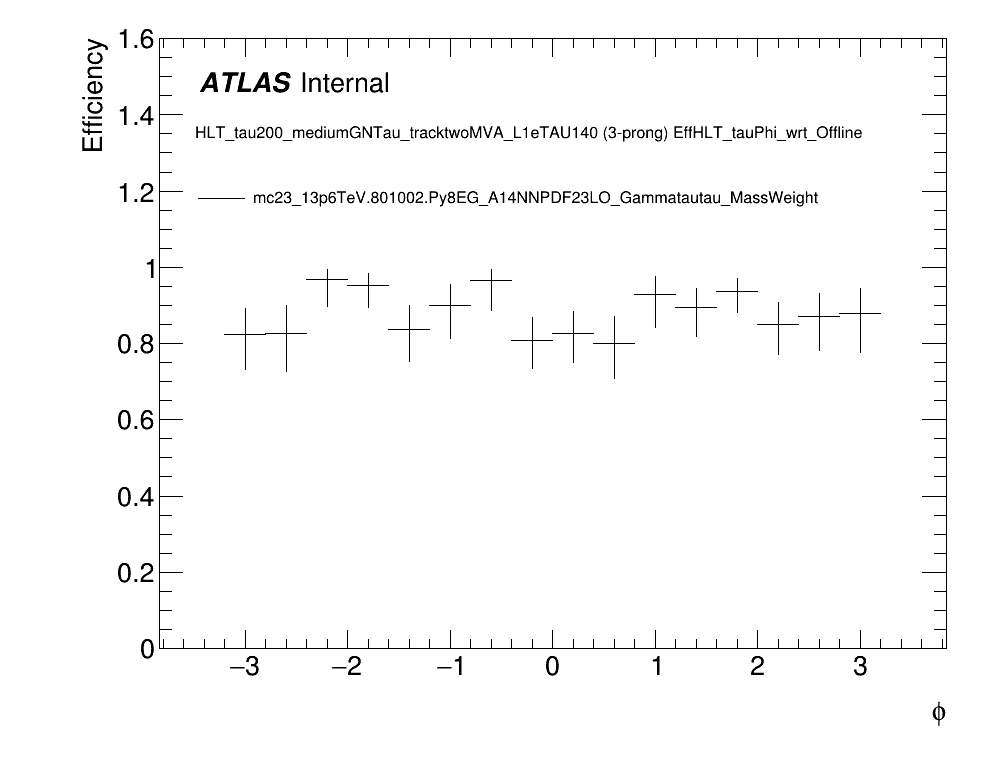 Efficiency
1.6
1.4
1.2
1
0.8
0.6
0.4
0.2
0
ATLAS Internal
HLT_tau200_mediumGNTau_tracktwoMVA_L1eTAU140 (3-prong) EffHLT_tauPhi_wrt_Offline
mc23_13p6TeV.801002.Py8EG_A14NNPDF23LO_Gammatautau_MassWeight
−3 −2 −1 0 1 2 3
ϕ